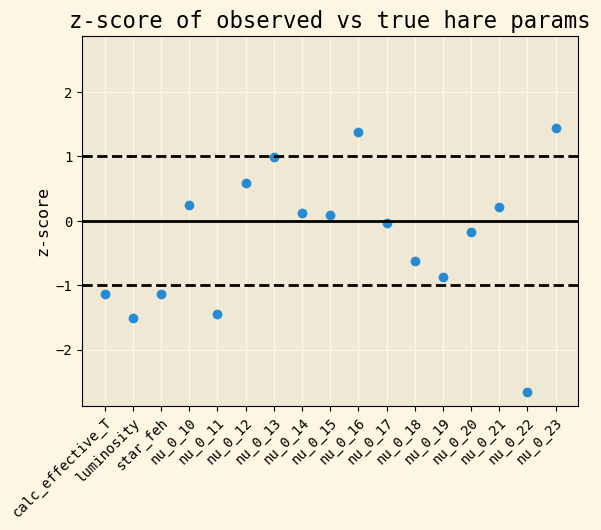 z-score of observed vs true hare params
z-score
2
1
0
−1
−2
calc_effective_T
luminosity
star_feh
nu_0_10
nu_0_11
nu_0_12
nu_0_13
nu_0_14
nu_0_15
nu_0_16
nu_0_17
nu_0_18
nu_0_19
nu_0_20
nu_0_21
nu_0_22
nu_0_23